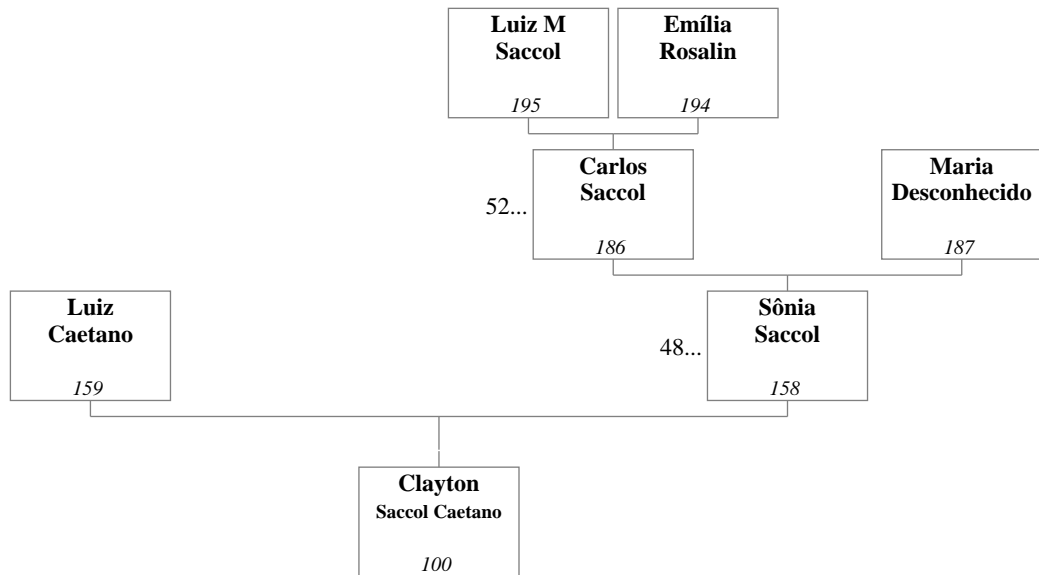 Luiz M
Saccol
195
Emília
Rosalin
194
52...
Carlos
Saccol
186
Maria
Desconhecido
187
Luiz
Caetano
159
48...
Sônia
Saccol
158
Clayton
Saccol Caetano
100